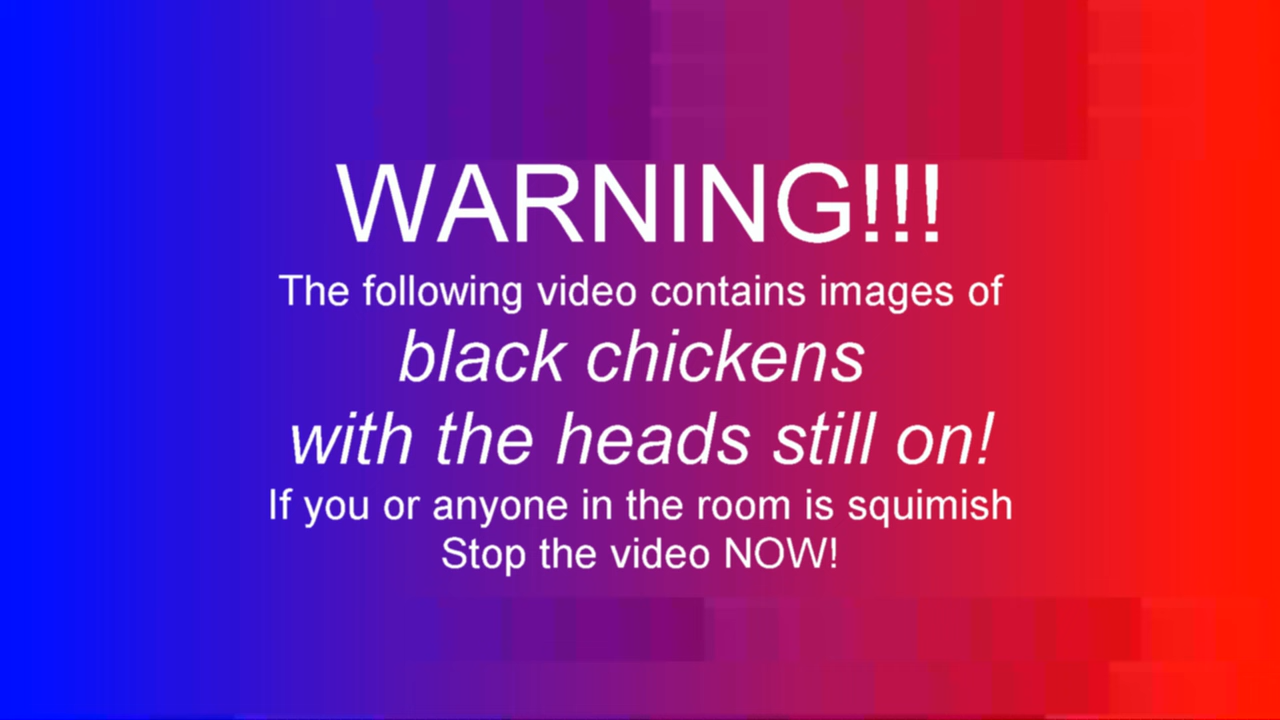 WARNING!!!
The following video contains images of
black chickens
with the heads still on!
If you or anyone in the room is squimish
Stop the video NOW!